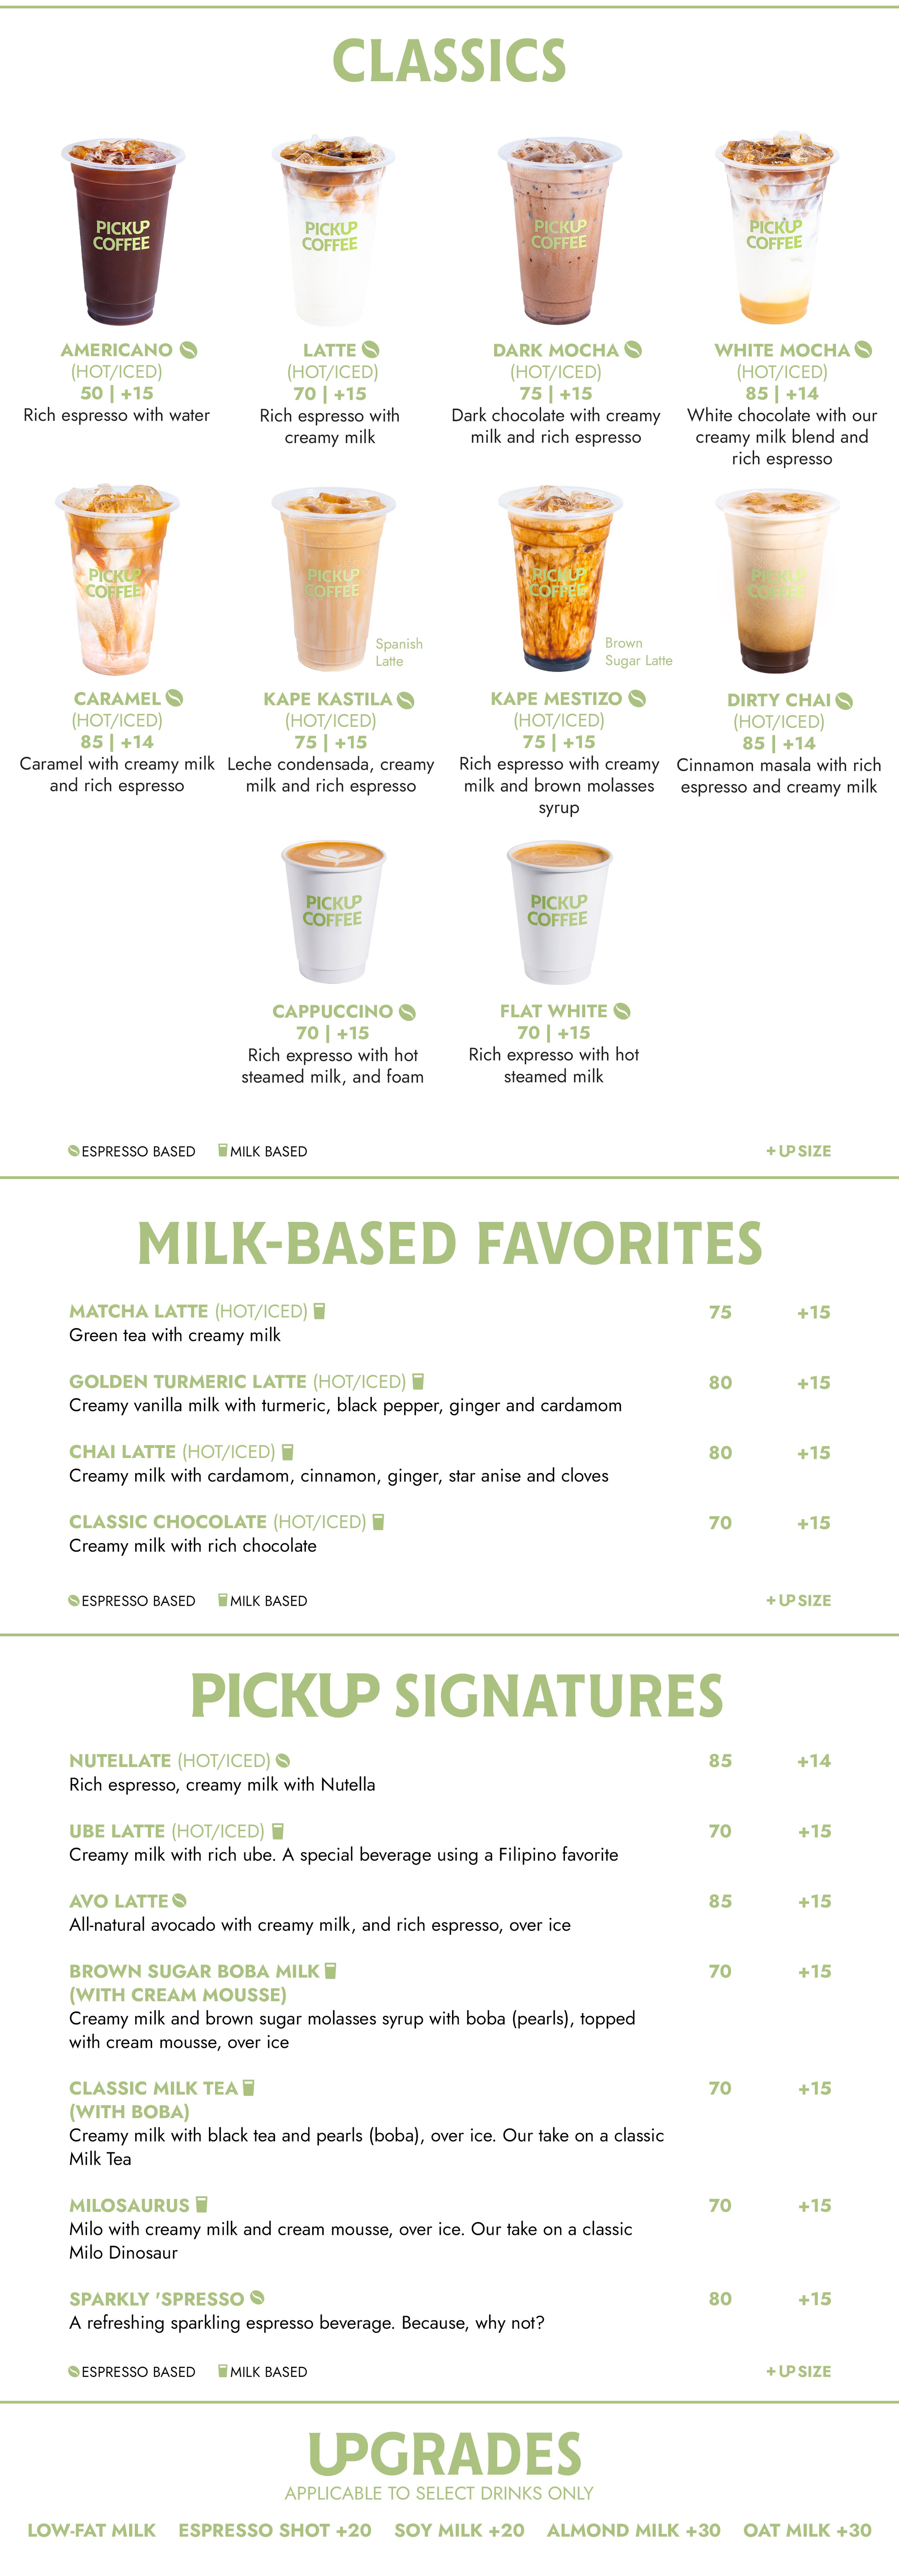 CLASSICS
PICKUP
COFFEE
PICKUP
COFFEE
PICKUP
COFFEE
PICKUP
COFFEE
AMERICANO
(HOT/ICED)
50 | +15
Rich espresso with water
LATTE
(HOT/ICED)
70 | +15
Rich espresso with
creamy milk
DARK MOCHA
(HOT/ICED)
75 | +15
Dark chocolate with creamy
milk and rich espresso
WHITE MOCHA
(HOT/ICED)
85 | +14
White chocolate with our
creamy milk blend and
rich espresso
PICKUP
COFFEE
PICKUP
COFFEE
Spanish
Latte
PICKUP
COFFEE
Brown
Sugar Latte
PICKUP
COFFEE
CARAMEL
(HOT/ICED)
85 | +14
Caramel with creamy milk
and rich espresso
KAPE KASTILA
(HOT/ICED)
75 | +15
Leche condensada, creamy
milk and rich espresso
KAPE MESTIZO
(HOT/ICED)
75 | +15
Rich espresso with creamy
milk and brown molasses
syrup
DIRTY CHAI
(HOT/ICED)
85 | +14
Cinnamon masala with rich
espresso and creamy milk
PICKUP
COFFEE
PICKUP
COFFEE
CAPPUCCINO
70 | +15
Rich expresso with hot
steamed milk, and foam
FLAT WHITE
70 | +15
Rich expresso with hot
steamed milk
ESPRESSO BASED MILK BASED +UPSIZE
MILK-BASED FAVORITES
MATCHA LATTE (HOT/ICED) 75 +15
Green tea with creamy milk
GOLDEN TURMERIC LATTE (HOT/ICED) 80 +15
Creamy vanilla milk with turmeric, black pepper, ginger and cardamom
CHAI LATTE (HOT/ICED) 80 +15
Creamy milk with cardamom, cinnamon, ginger, star anise and cloves
CLASSIC CHOCOLATE (HOT/ICED) 70 +15
Creamy milk with rich chocolate
ESPRESSO BASED MILK BASED +UPSIZE
PICKUP SIGNATURES
NUTELLATE (HOT/ICED) 85 +14
Rich espresso, creamy milk with Nutella
UBE LATTE (HOT/ICED) 70 +15
Creamy milk with rich ube. A special beverage using a Filipino favorite
AVO LATTE 85 +15
All-natural avocado with creamy milk, and rich espresso, over ice
BROWN SUGAR BOBA MILK 70 +15
(WITH CREAM MOUSSE)
Creamy milk and brown sugar molasses syrup with boba (pearls), topped
with cream mousse, over ice
CLASSIC MILK TEA 70 +15
(WITH BOBA)
Creamy milk with black tea and pearls (boba), over ice. Our take on a classic
Milk Tea
MILOSAURUS 70 +15
Milo with creamy milk and cream mousse, over ice. Our take on a classic
Milo Dinosaur
SPARKLY 'SPRESSO 80 +15
A refreshing sparkling espresso beverage. Because, why not?
ESPRESSO BASED MILK BASED +UPSIZE
UPGRADES
APPLICABLE TO SELECT DRINKS ONLY
LOW-FAT MILK ESPRESSO SHOT +20 SOY MILK +20 ALMOND MILK +30 OAT MILK +30